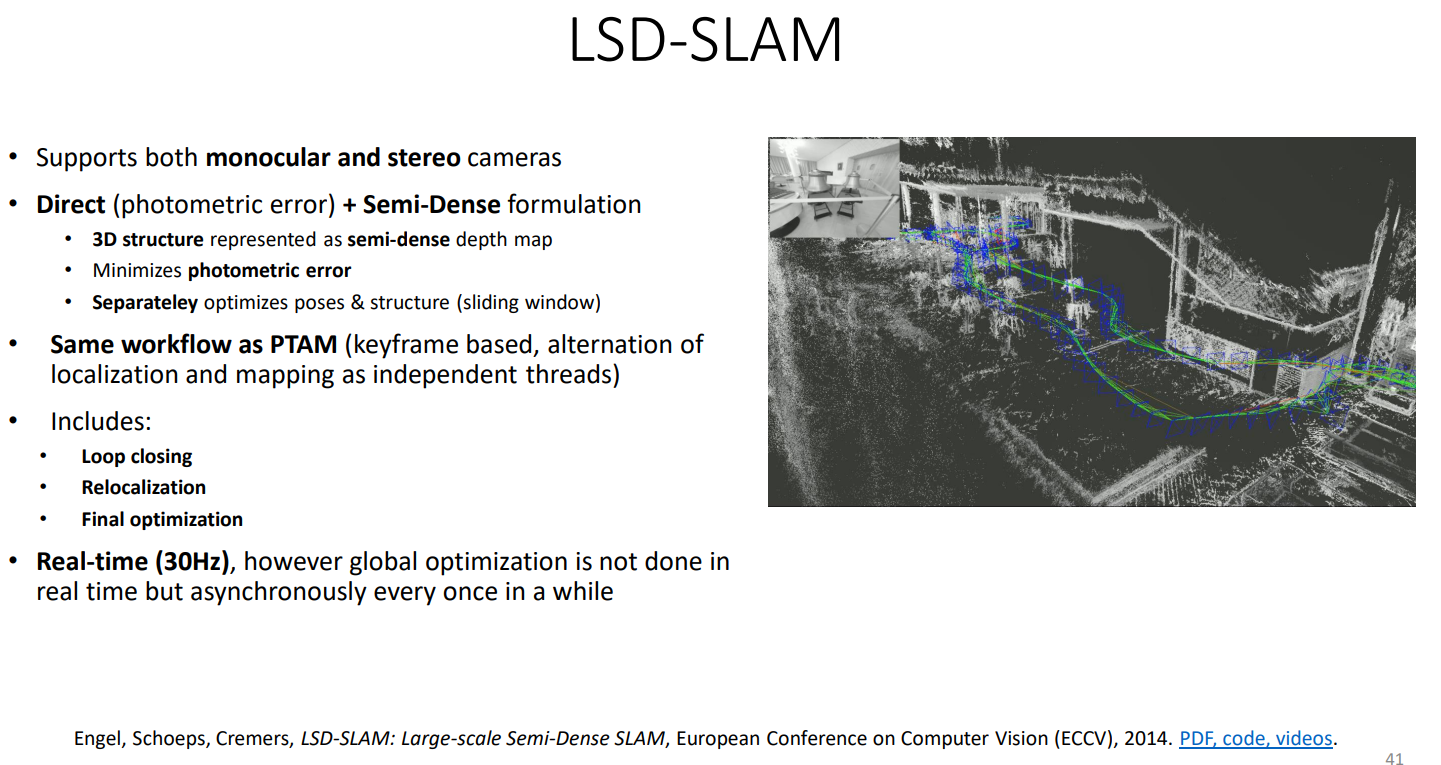 LSD-SLAM
• Supports both monocular and stereo cameras
• Direct (photometric error) + Semi-Dense formulation
• 3D structure represented as semi-dense depth map
• Minimizes photometric error
• Separateley optimizes poses & structure (sliding window)
• Same workflow as PTAM (keyframe based, alternation of
localization and mapping as independent threads)
• Includes:
• Loop closing
• Relocalization
• Final optimization
• Real-time (30Hz), however global optimization is not done in
real time but asynchronously every once in a while
Engel, Schoeps, Cremers, LSD-SLAM: Large-scale Semi-Dense SLAM, European Conference on Computer Vision (ECCV), 2014. PDF, code, videos.
41